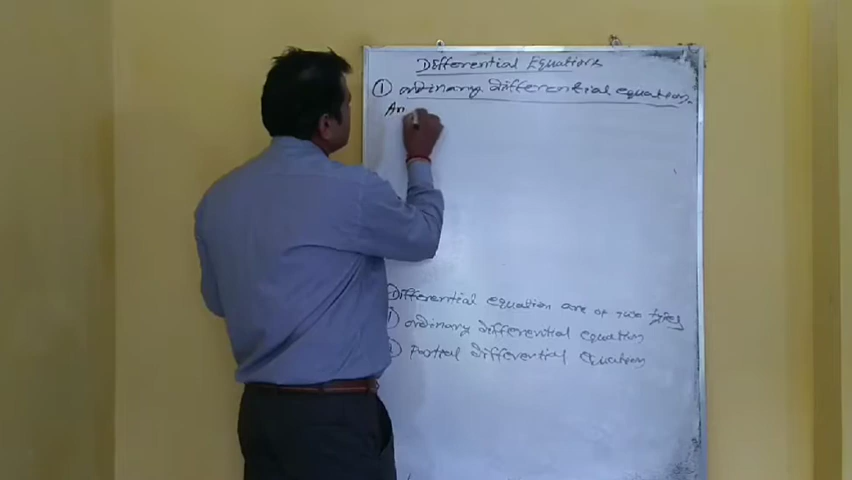 Differential Equations
① ordinary differential equation.
An
Differential equation are of two types
① ordinary differential equation
Partial differential equation